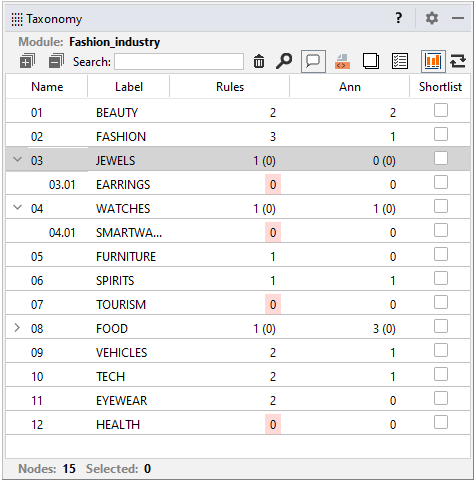 Taxonomy ?
Module: Fashion_industry
Search:
Name Label Rules Ann Shortlist
01 BEAUTY 2 2
02 FASHION 3 1
03 JEWELS 1 (0) 0 (0)
03.01 EARRINGS 0 0
04 WATCHES 1 (0) 1 (0)
04.01 SMARTWA... 0 0
05 FURNITURE 1 0
06 SPIRITS 1 1
07 TOURISM 0 0
08 FOOD 1 (0) 3 (0)
09 VEHICLES 2 1
10 TECH 2 1
11 EYEWEAR 2 0
12 HEALTH 0 0
Nodes: 15 Selected: 0